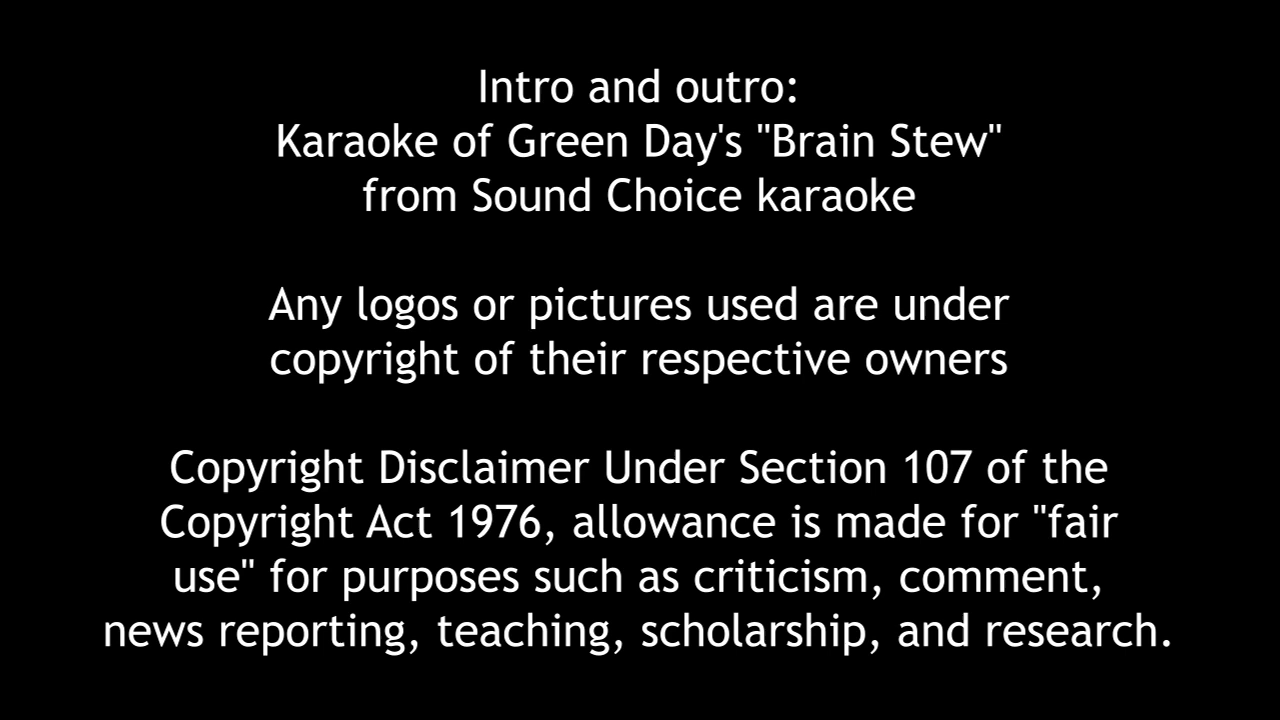 Intro and outro:
Karaoke of Green Day's "Brain Stew"
from Sound Choice karaoke
Any logos or pictures used are under
copyright of their respective owners
Copyright Disclaimer Under Section 107 of the
Copyright Act 1976, allowance is made for "fair
use" for purposes such as criticism, comment,
news reporting, teaching, scholarship, and research.